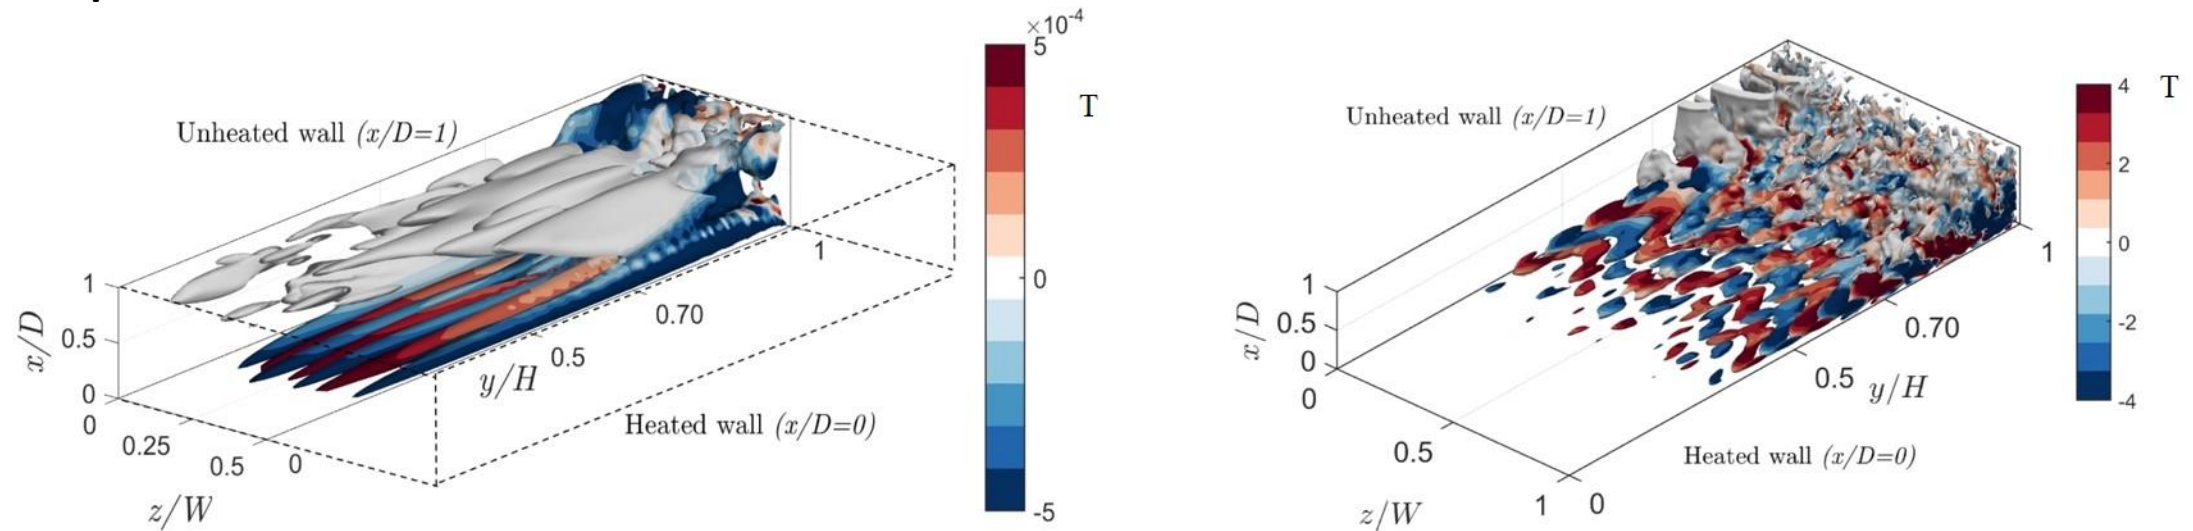 ×10⁻⁴
5
T
0
-5
Unheated wall (x/D=1)
1
0.5
0
x/D
0
0.25
0.5
z/W
0
0.5
0.70
1
y/H
Heated wall (x/D=0)
4
T
2
0
-2
-4
Unheated wall (x/D=1)
1
0.5
0
x/D
0
0.5
1
z/W
0
0.5
0.70
1
y/H
Heated wall (x/D=0)